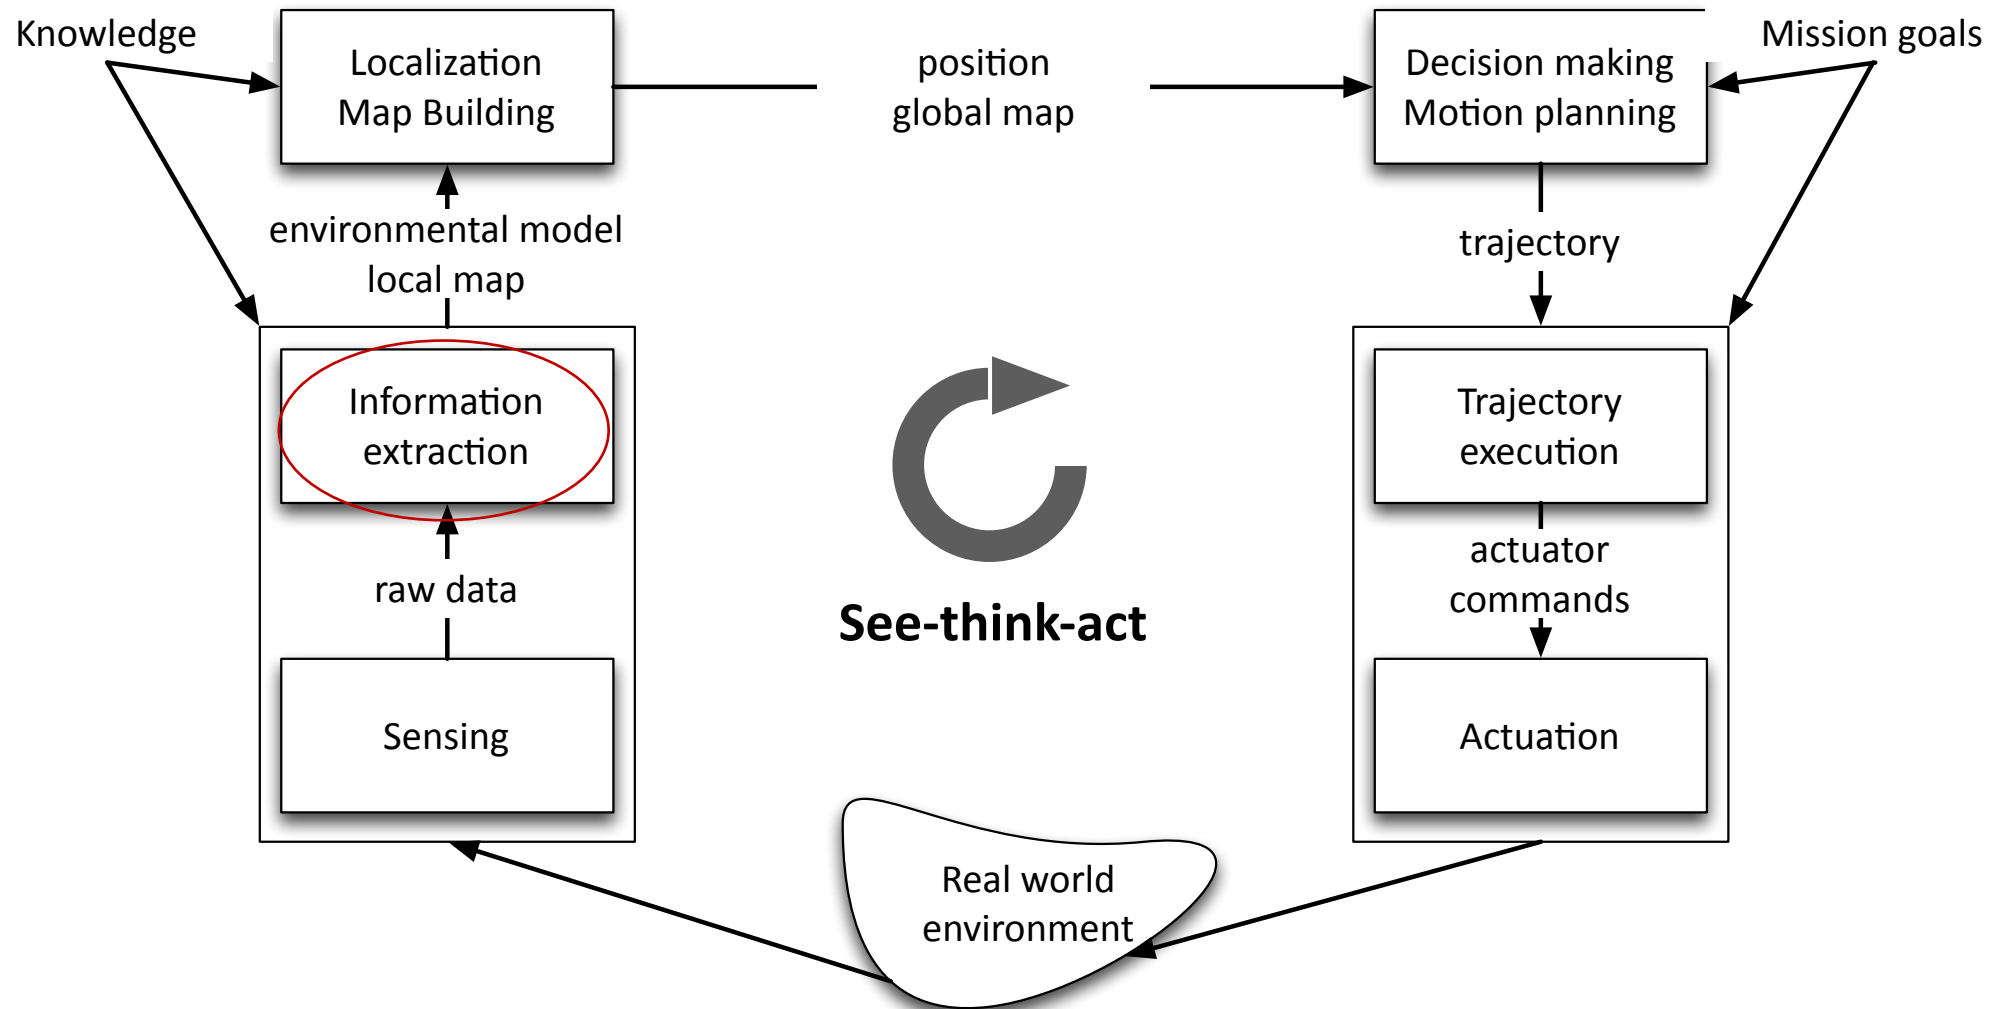 Knowledge
Localization
Map Building
position
global map
Decision making
Motion planning
Mission goals
environmental model
local map
trajectory
Information
extraction
Trajectory
execution
raw data
actuator
commands
See-think-act
Sensing
Actuation
Real world
environment